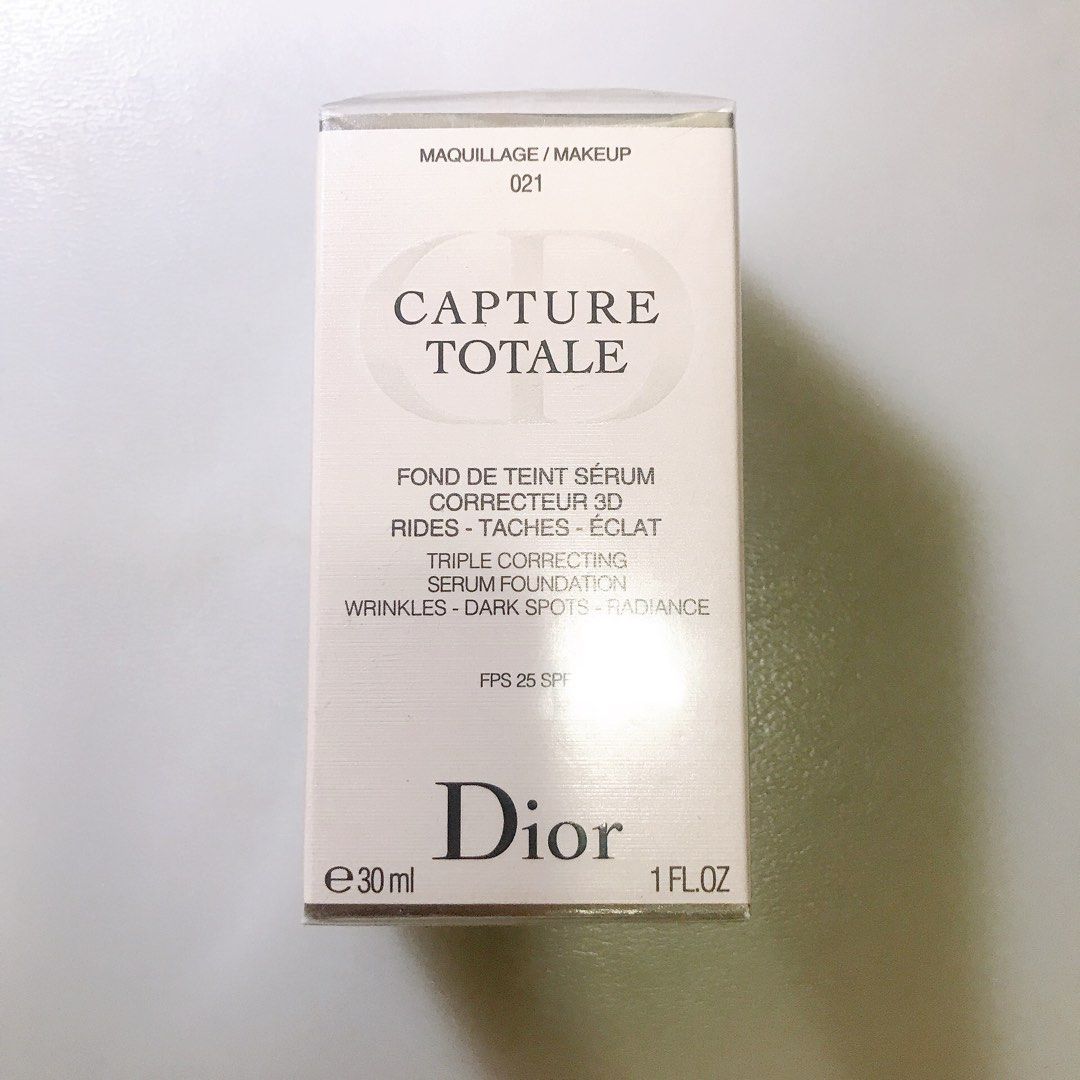 MAQUILLAGE / MAKEUP
021
CAPTURE
TOTALE
FOND DE TEINT SÉRUM
CORRECTEUR 3D
RIDES - TACHES - ÉCLAT
TRIPLE CORRECTING
SERUM FOUNDATION
WRINKLES - DARK SPOTS - RADIANCE
FPS 25 SPF
Dior
℮ 30 ml 1 FL.OZ